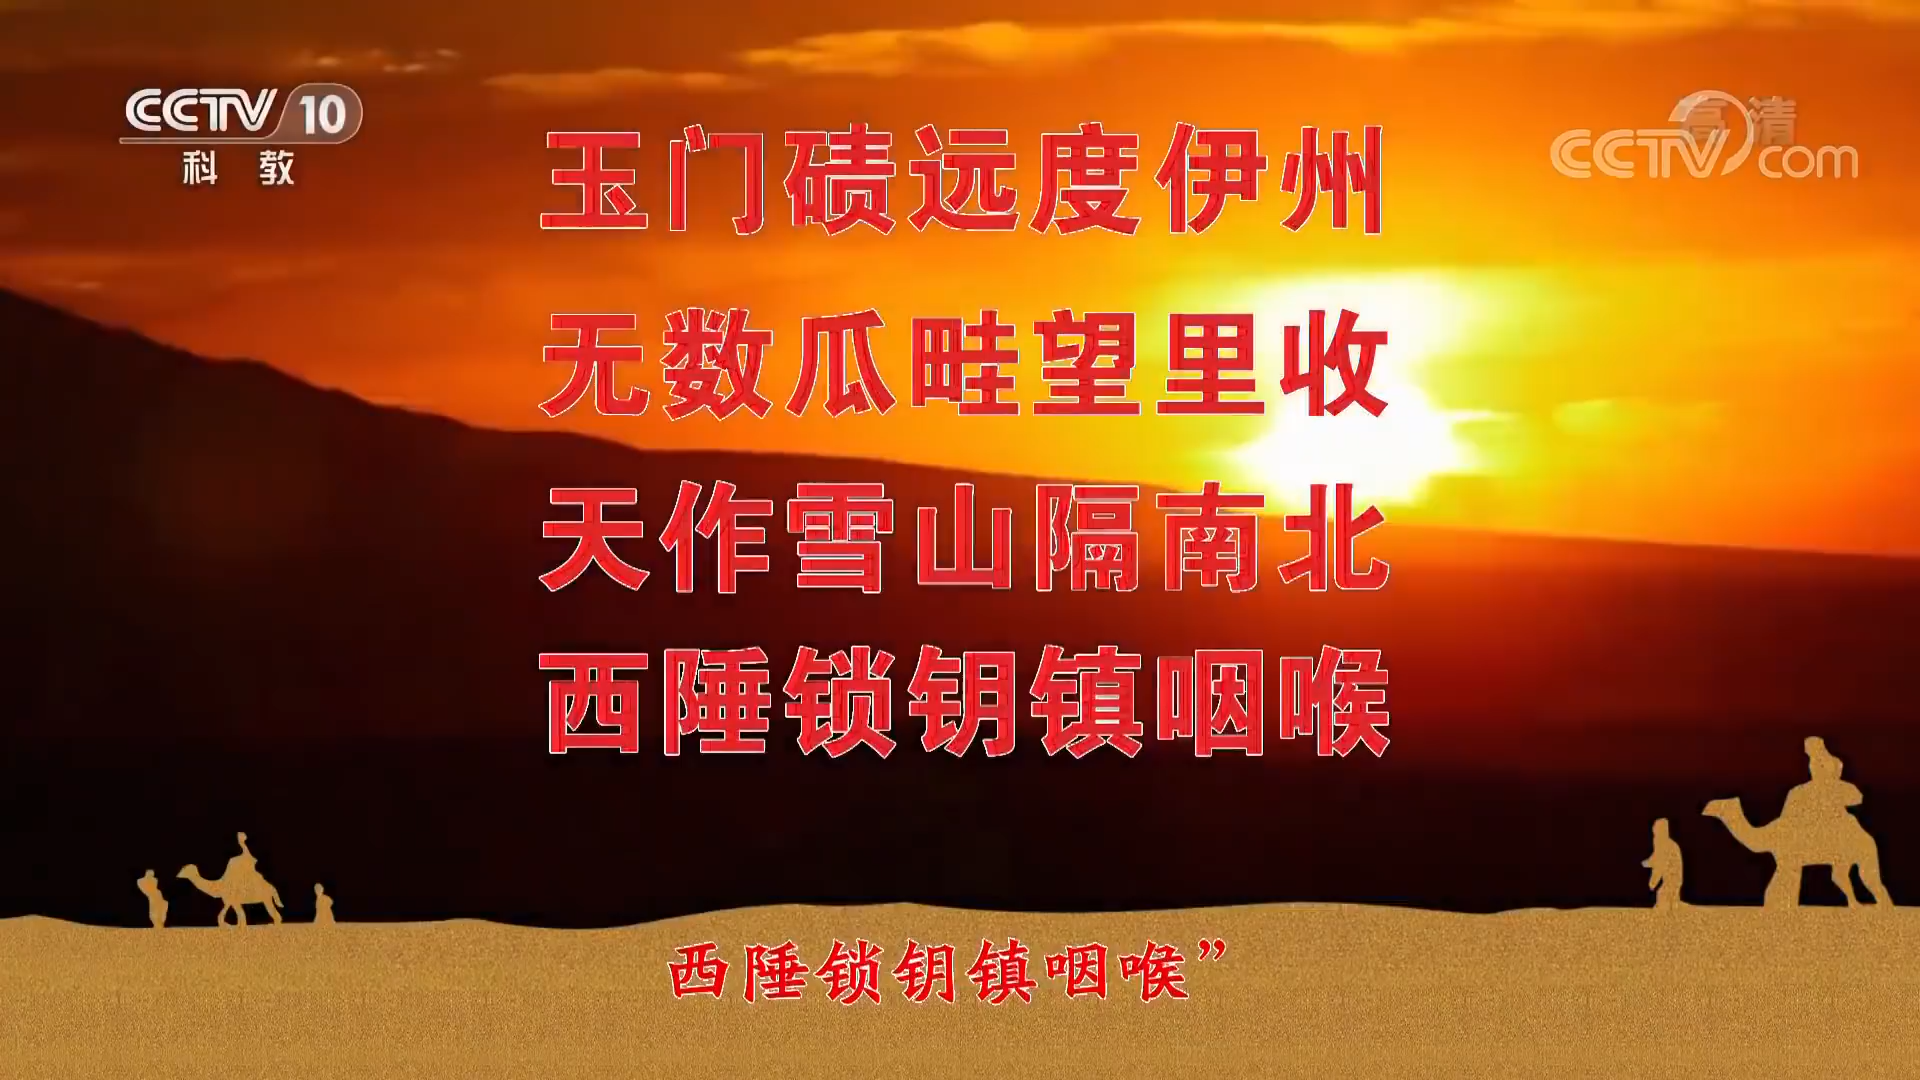 CCTV 10
科教
高清
CCTV.com
玉门碛远度伊州
无数瓜畦望里收
天作雪山隔南北
西陲锁钥镇咽喉
西陲锁钥镇咽喉”